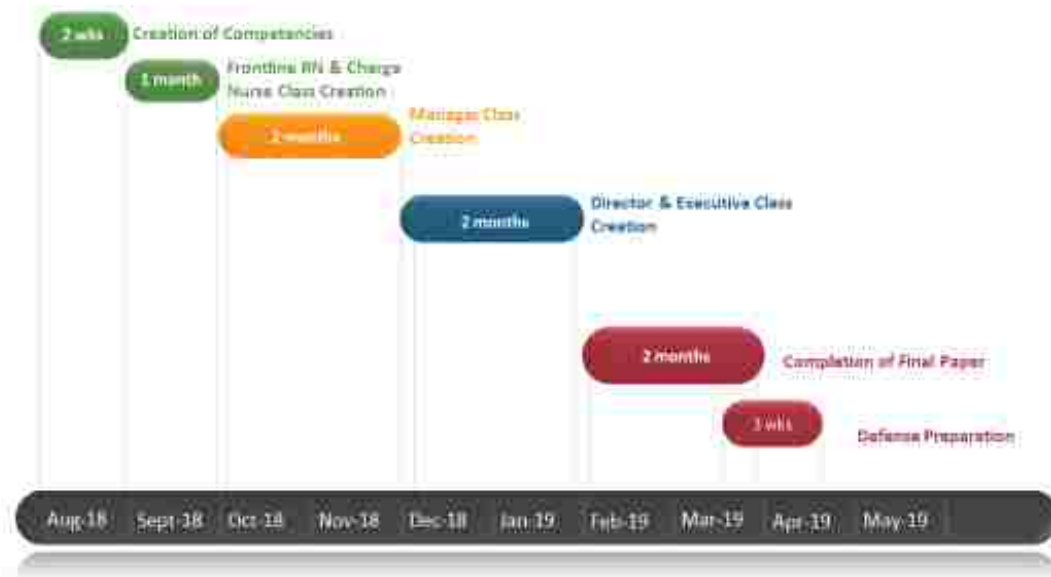 2 wks
Creation of Competencies
1 month
Frontline RN & Charge
Nurse Class Creation
2 months
Manager Class
Creation
2 months
Director & Executive Class
Creation
2 months
Completion of Final Paper
3 wks
Defense Preparation
Aug-18 Sept-18 Oct-18 Nov-18 Dec-18 Jan-19 Feb-19 Mar-19 Apr-19 May-19